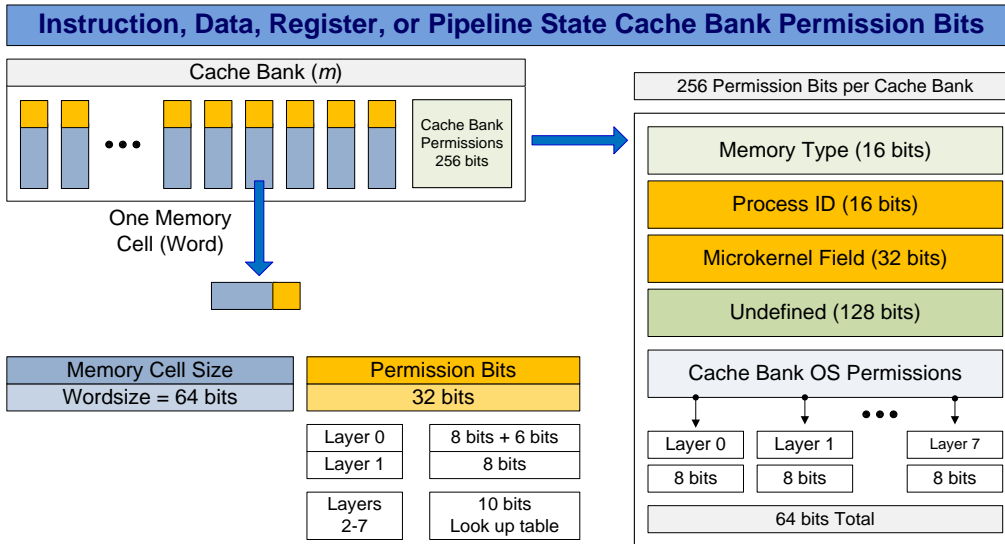 Instruction, Data, Register, or Pipeline State Cache Bank Permission Bits
Cache Bank (m)
Cache Bank
Permissions
256 bits
One Memory
Cell (Word)
Memory Cell Size
Wordsize = 64 bits
Permission Bits
32 bits
Layer 0
8 bits + 6 bits
Layer 1
8 bits
Layers
2-7
10 bits
Look up table
256 Permission Bits per Cache Bank
Memory Type (16 bits)
Process ID (16 bits)
Microkernel Field (32 bits)
Undefined (128 bits)
Cache Bank OS Permissions
Layer 0
Layer 1
Layer 7
8 bits
8 bits
8 bits
64 bits Total